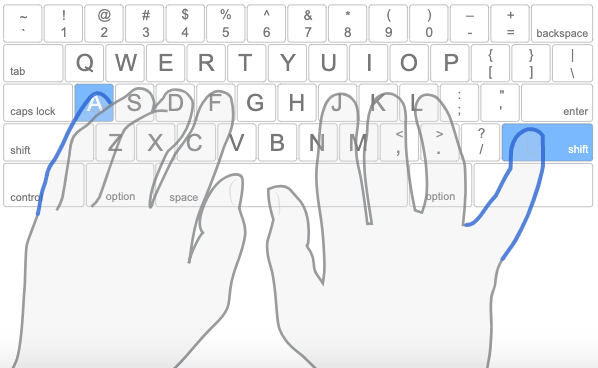 ~ ! @ # $ % ^ & * ( ) – +
` 1 2 3 4 5 6 7 8 9 0 - = backspace
tab Q W E R T Y U I O P { [ } ] | \
caps lock A S D F G H J K L : ; " ' enter
shift Z X C V B N M < , > . ? / shift
control option space option